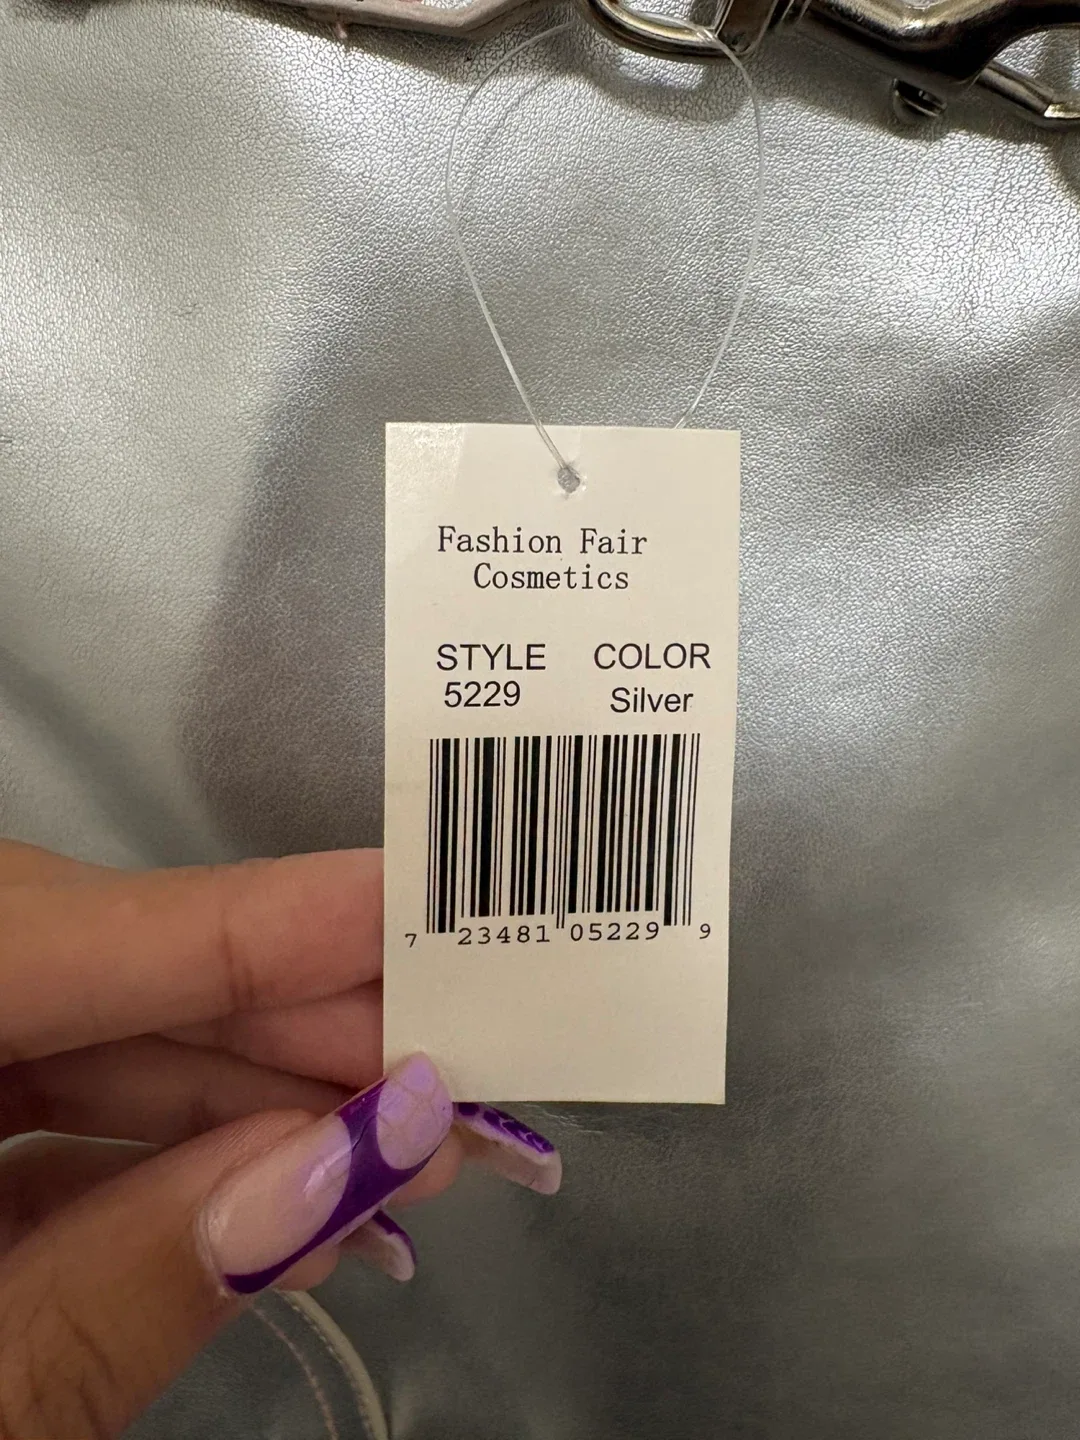 Fashion Fair
Cosmetics
STYLE COLOR
5229 Silver
7 23481 05229 9